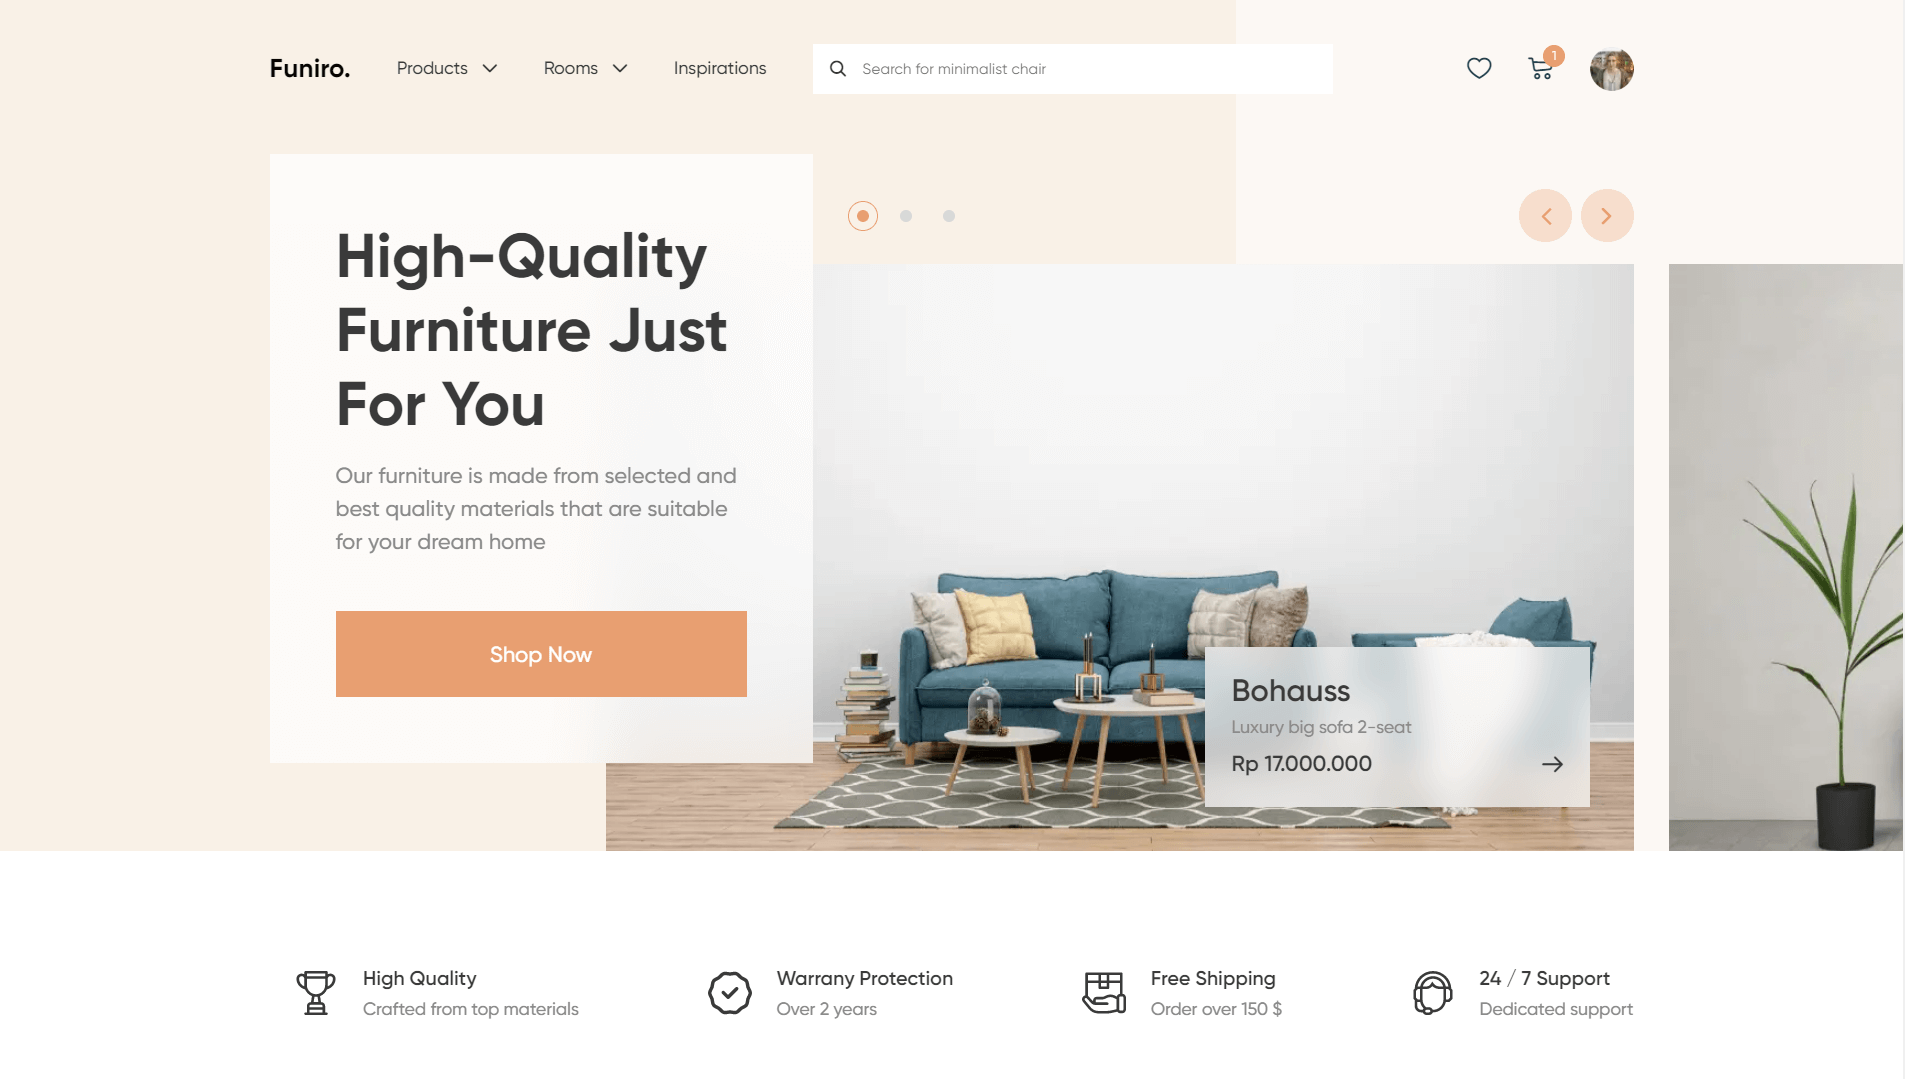 Funiro.
Products
Rooms
Inspirations
Search for minimalist chair
1
High-Quality
Furniture Just
For You
Our furniture is made from selected and
best quality materials that are suitable
for your dream home
Shop Now
Bohauss
Luxury big sofa 2-seat
Rp 17.000.000
High Quality
Crafted from top materials
Warrany Protection
Over 2 years
Free Shipping
Order over 150 $
24 / 7 Support
Dedicated support